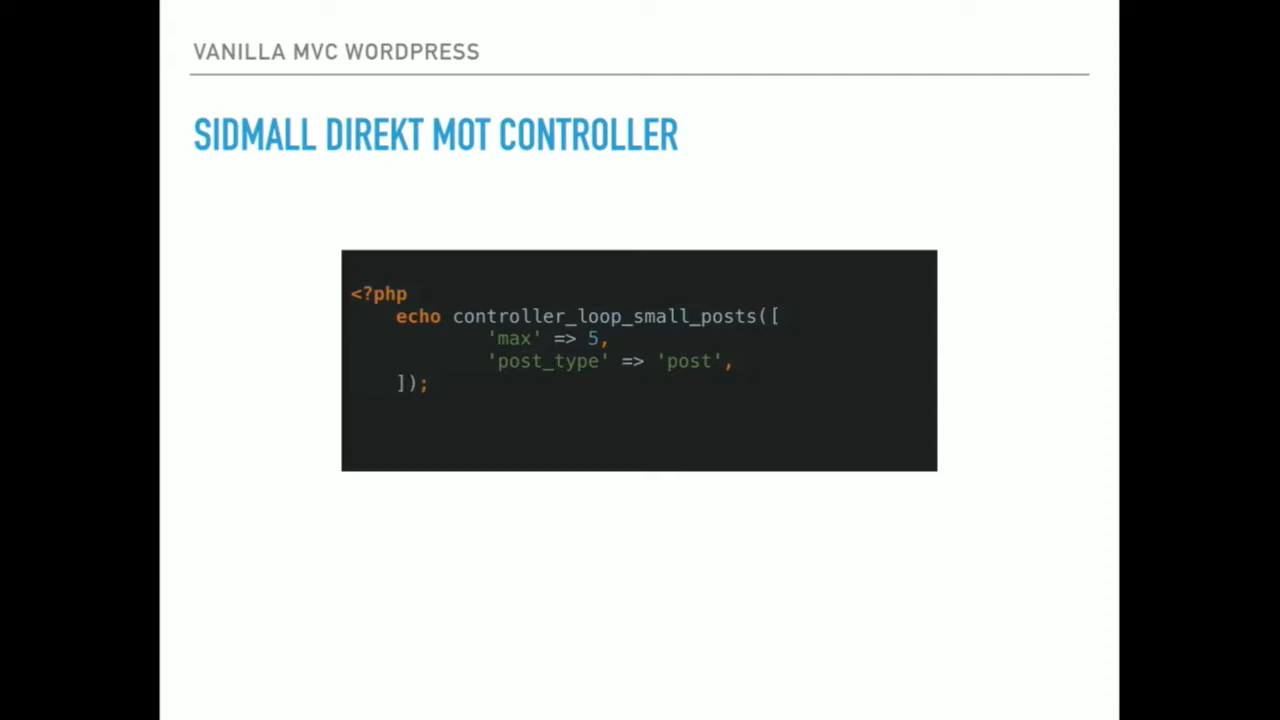 VANILLA MVC WORDPRESS
SIDMALL DIREKT MOT CONTROLLER
<?php
    echo controller_loop_small_posts([
            'max' => 5,
            'post_type' => 'post',
    ]);